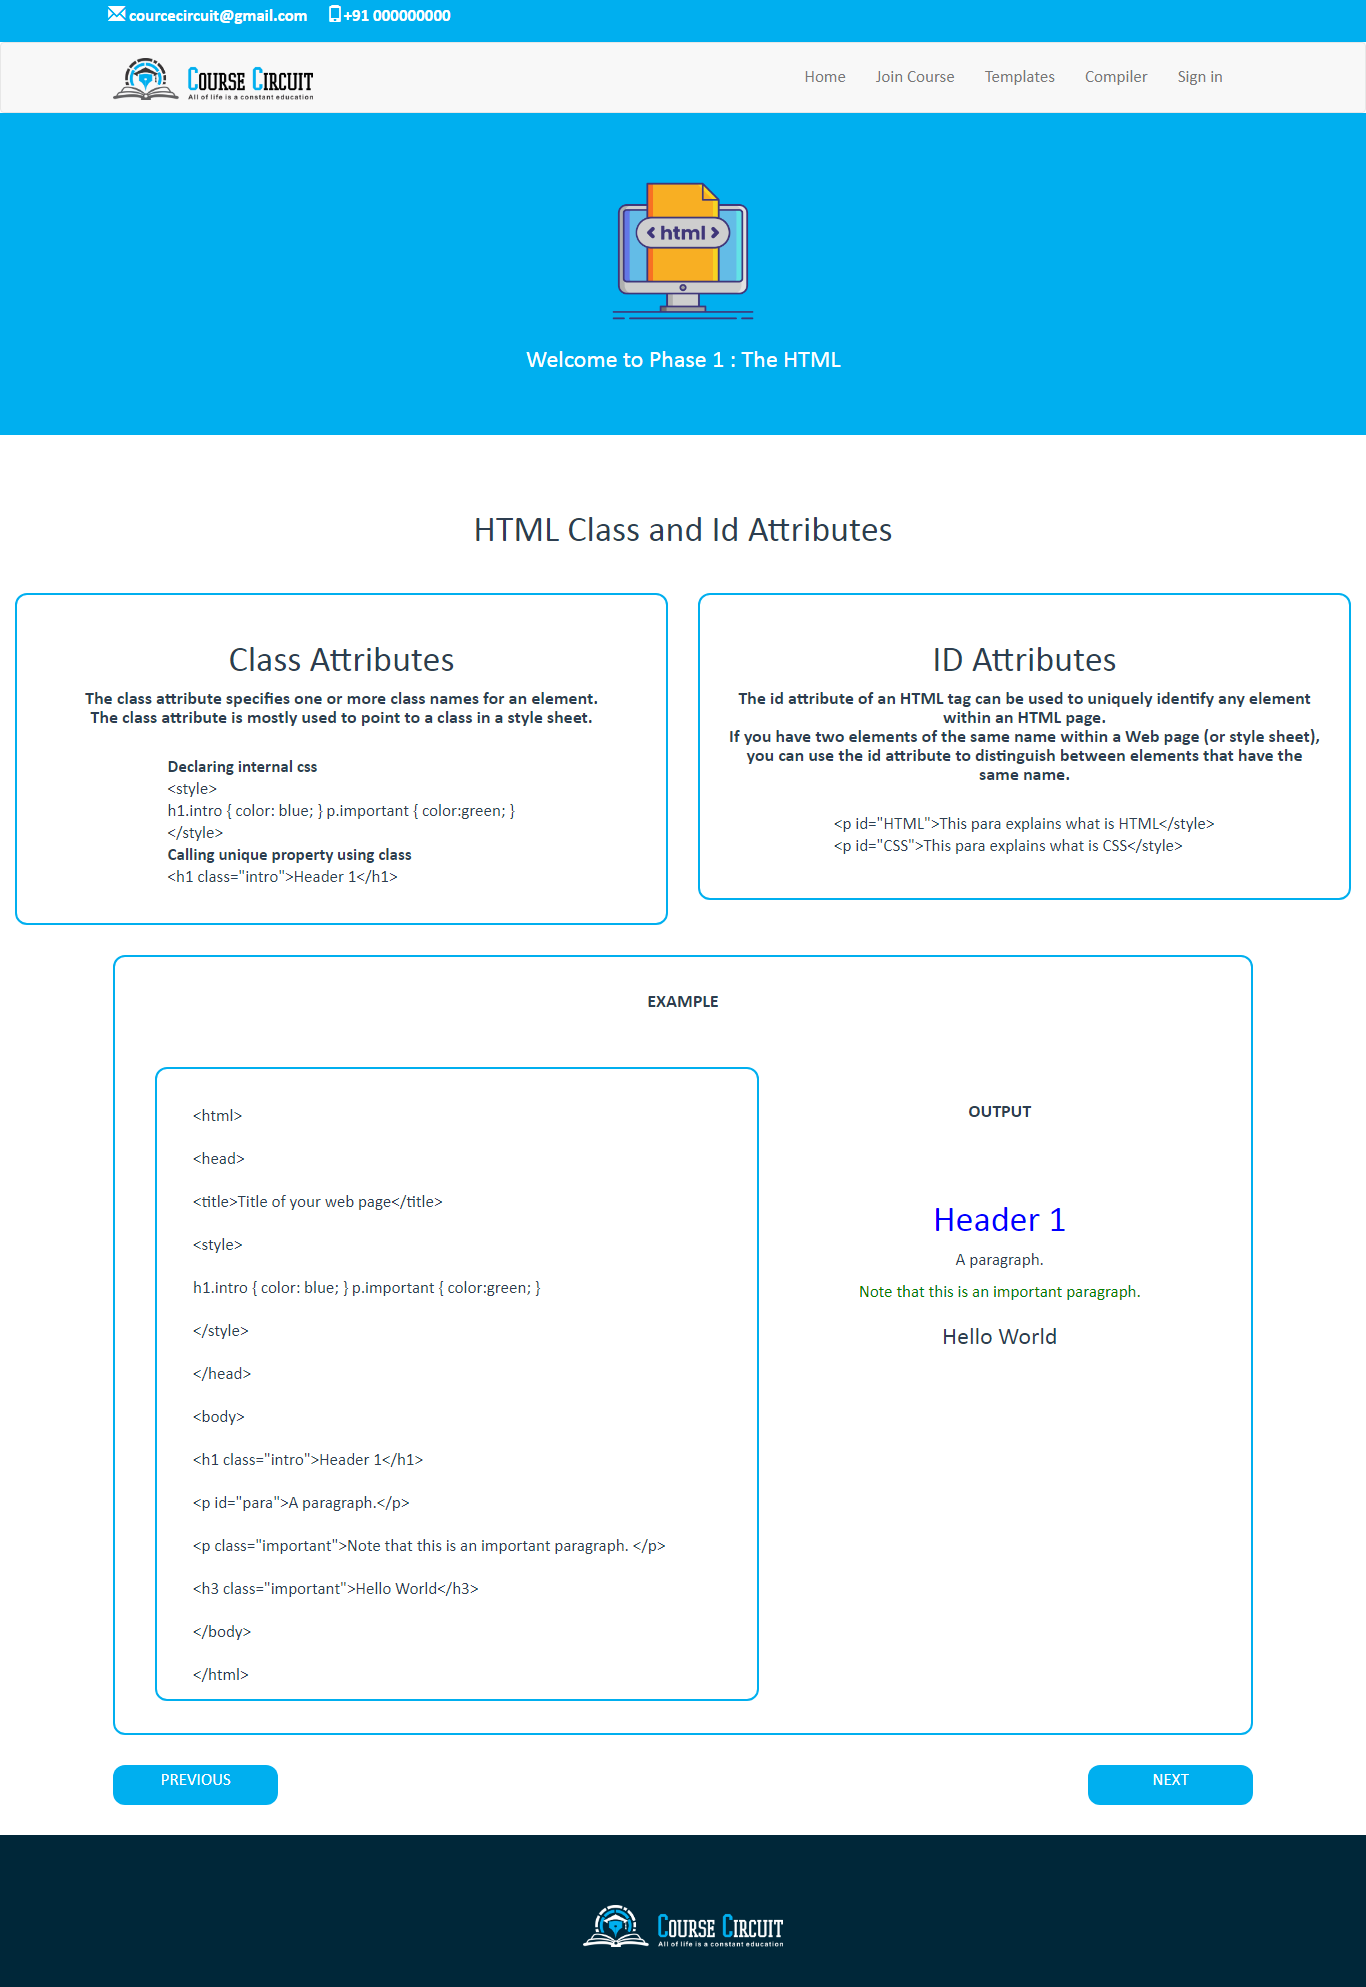 courcecircuit@gmail.com +91 000000000
COURSE CIRCUIT
All of life is a constant education
Home Join Course Templates Compiler Sign in
< html >
Welcome to Phase 1 : The HTML
HTML Class and Id Attributes
Class Attributes
The class attribute specifies one or more class names for an element.
The class attribute is mostly used to point to a class in a style sheet.
Declaring internal css
<style>
h1.intro { color: blue; } p.important { color:green; }
</style>
Calling unique property using class
<h1 class="intro">Header 1</h1>
ID Attributes
The id attribute of an HTML tag can be used to uniquely identify any element
within an HTML page.
If you have two elements of the same name within a Web page (or style sheet),
you can use the id attribute to distinguish between elements that have the
same name.
<p id="HTML">This para explains what is HTML</style>
<p id="CSS">This para explains what is CSS</style>
EXAMPLE
<html>
<head>
<title>Title of your web page</title>
<style>
h1.intro { color: blue; } p.important { color:green; }
</style>
</head>
<body>
<h1 class="intro">Header 1</h1>
<p id="para">A paragraph.</p>
<p class="important">Note that this is an important paragraph. </p>
<h3 class="important">Hello World</h3>
</body>
</html>
OUTPUT
Header 1
A paragraph.
Note that this is an important paragraph.
Hello World
PREVIOUS NEXT
COURSE CIRCUIT
All of life is a constant education